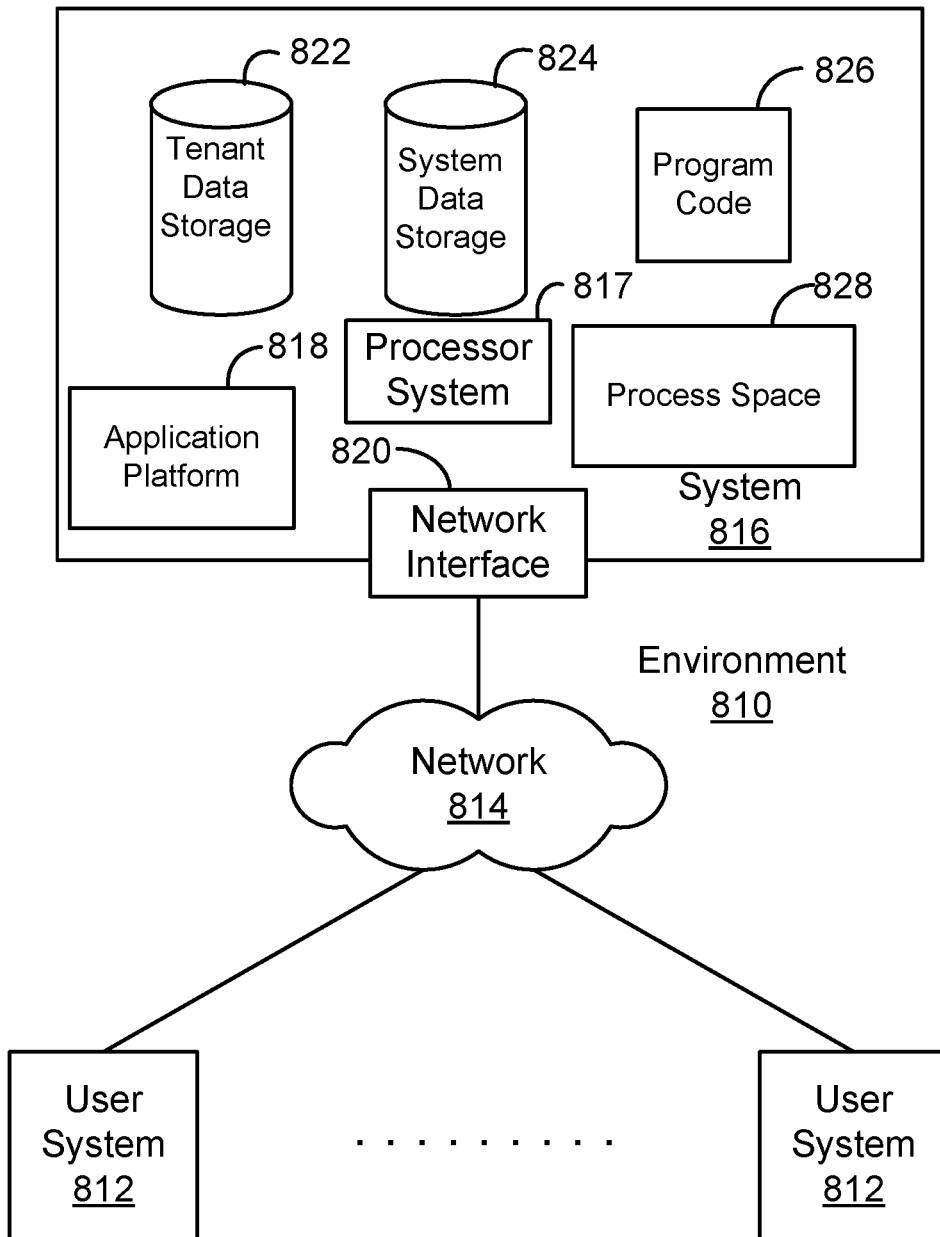 822
824
826
Tenant
Data
Storage
System
Data
Storage
Program
Code
817
828
818
Processor
System
Process Space
Application
Platform
820
System
816
Network
Interface
Environment
810
Network
814
User
System
812
. . . . . . . . .
User
System
812